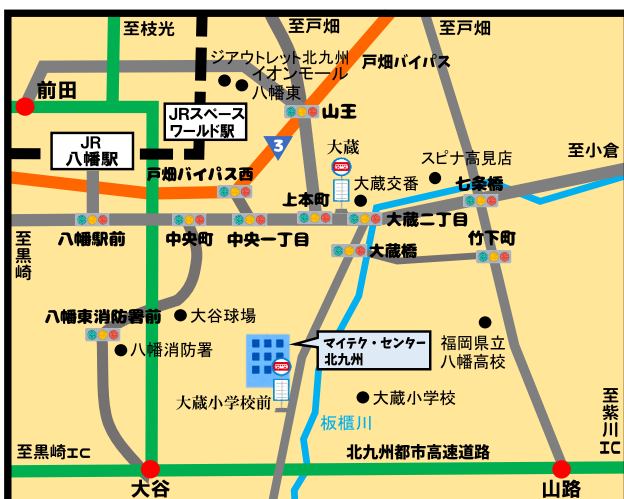 至枝光
至戸畑
至戸畑
ジアウトレット北九州
イオンモール
八幡東
戸畑バイパス
前田
山王
JRスペース
ワールド駅
JR
八幡駅
3
大蔵
スピナ高見店
至小倉
戸畑バイパス西
大蔵交番
七条橋
上本町
八幡駅前
中央町
中央一丁目
大蔵二丁目
竹下町
至黒崎
大蔵橋
八幡東消防署前
大谷球場
八幡消防署
マイテク・センター
北九州
福岡県立
八幡高校
大蔵小学校前
大蔵小学校
板櫃川
至紫川IC
至黒崎IC
北九州都市高速道路
大谷
山路